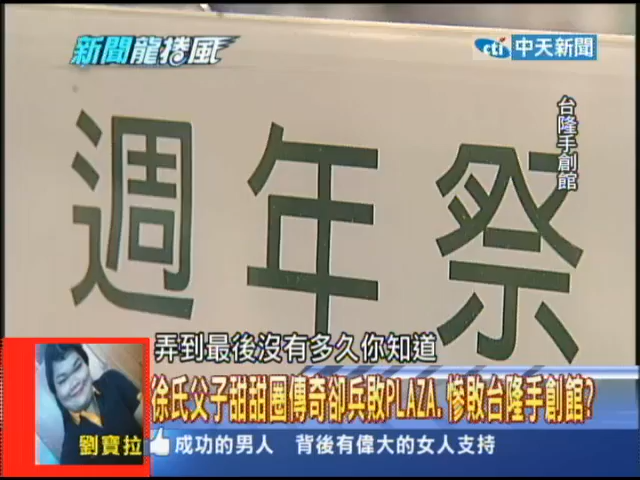 新聞龍捲風
cti 中天新聞
台隆手創館
週年祭
弄到最後沒有多久你知道
徐氏父子甜甜圈傳奇卻兵敗PLAZA.慘敗台隆手創館?
劉寶拉
成功的男人 背後有偉大的女人支持